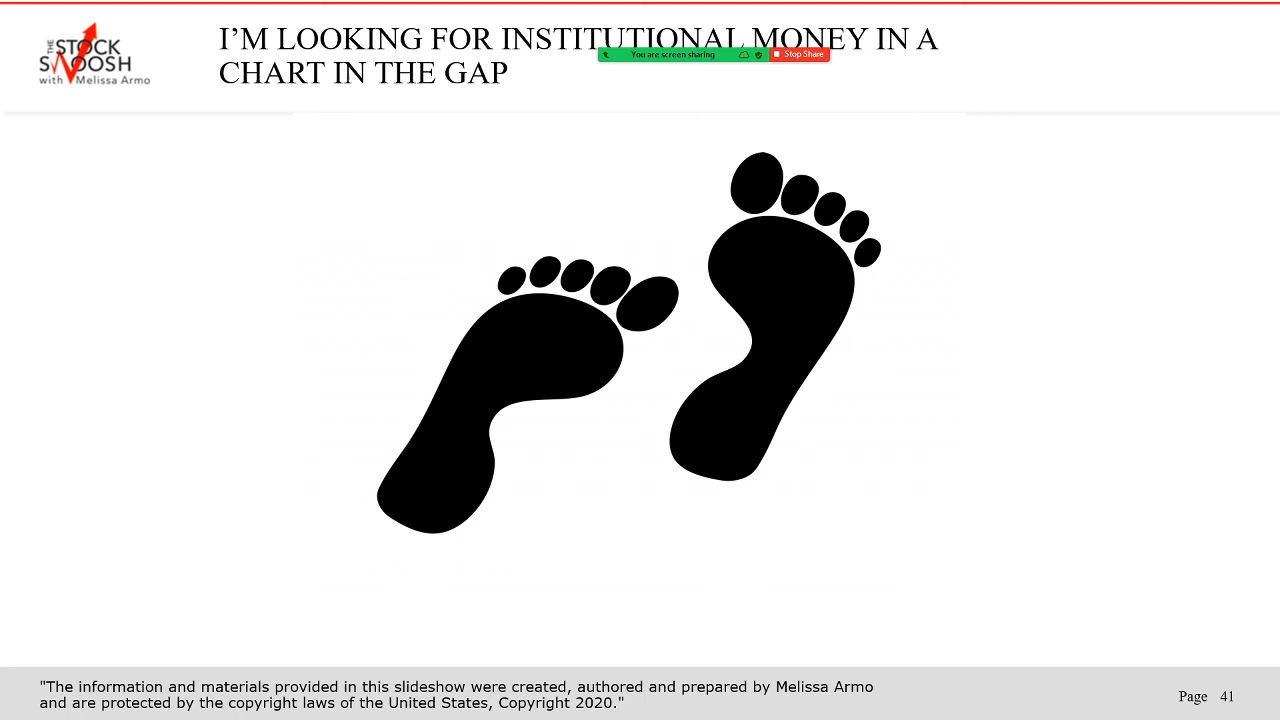 THE
STOCK
SWOOSH
with Melissa Armo
I’M LOOKING FOR INSTITUTIONAL MONEY IN A
CHART IN THE GAP
You are screen sharing
Stop Share
"The information and materials provided in this slideshow were created, authored and prepared by Melissa Armo
and are protected by the copyright laws of the United States, Copyright 2020."
Page 41